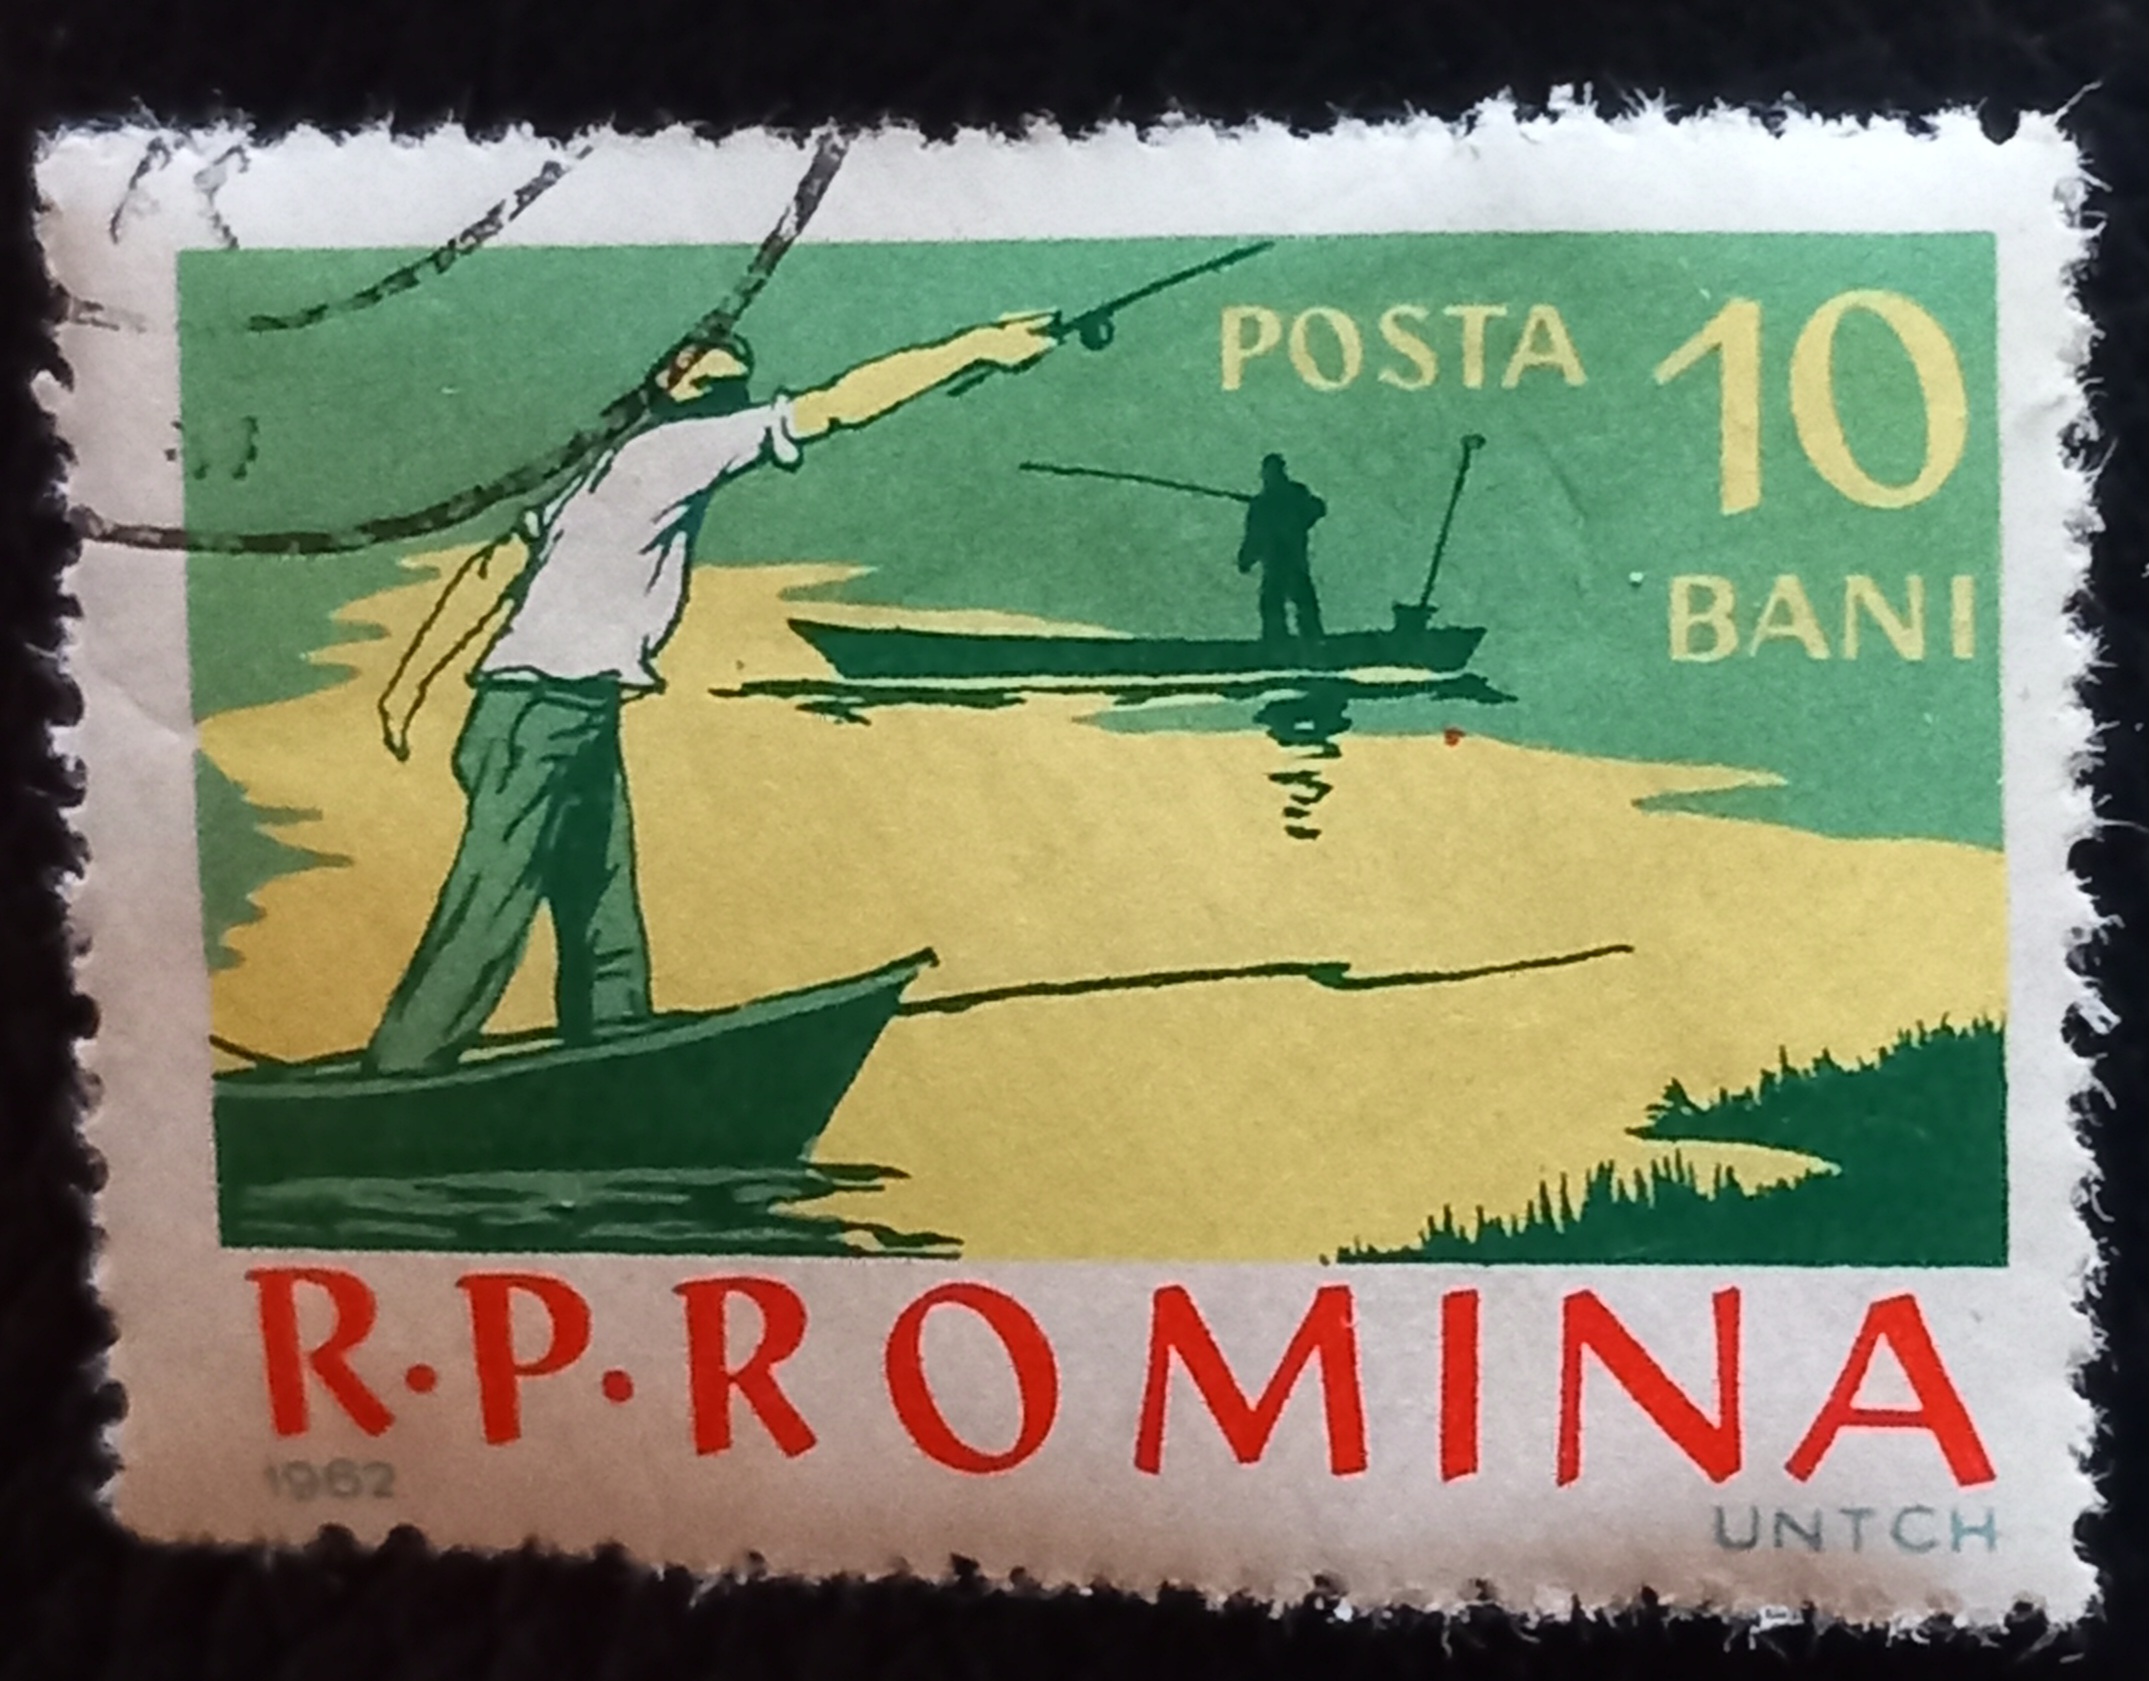 POSTA 10
BANI
R.P.ROMINA
1962
UNTCH